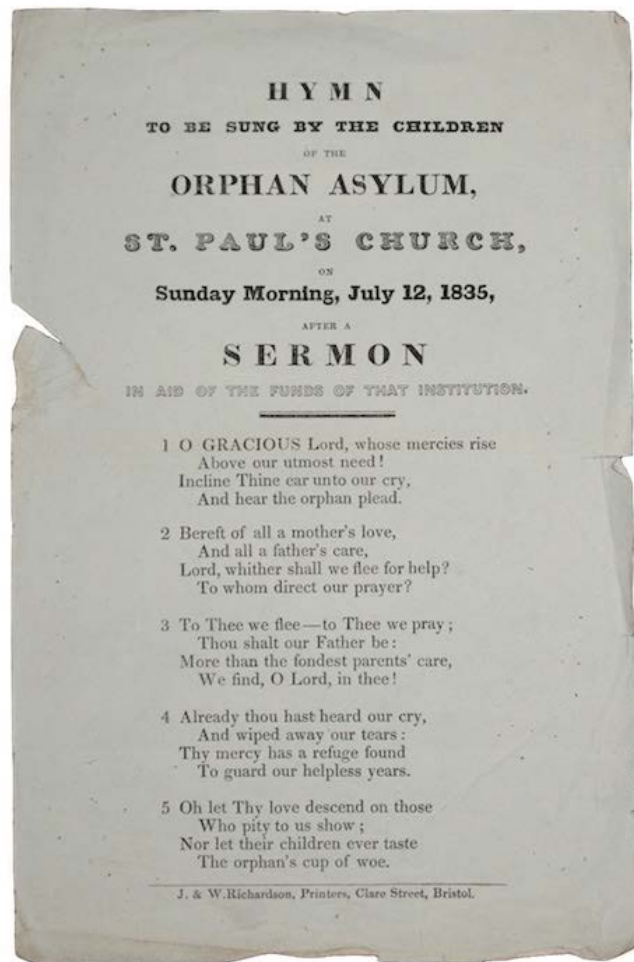 HYMN
TO BE SUNG BY THE CHILDREN
OF THE
ORPHAN ASYLUM,
AT
ST. PAUL'S CHURCH,
ON
Sunday Morning, July 12, 1835,
AFTER A
SERMON
IN AID OF THE FUNDS OF THAT INSTITUTION.
1 O GRACIOUS Lord, whose mercies rise
Above our utmost need!
Incline Thine ear unto our cry,
And hear the orphan plead.
2 Bereft of all a mother's love,
And all a father's care,
Lord, whither shall we flee for help?
To whom direct our prayer?
3 To Thee we flee—to Thee we pray;
Thou shalt our Father be:
More than the fondest parents' care,
We find, O Lord, in thee!
4 Already thou hast heard our cry,
And wiped away our tears:
Thy mercy has a refuge found
To guard our helpless years.
5 Oh let Thy love descend on those
Who pity to us show;
Nor let their children ever taste
The orphan's cup of woe.
J. & W. Richardson, Printers, Clare Street, Bristol.